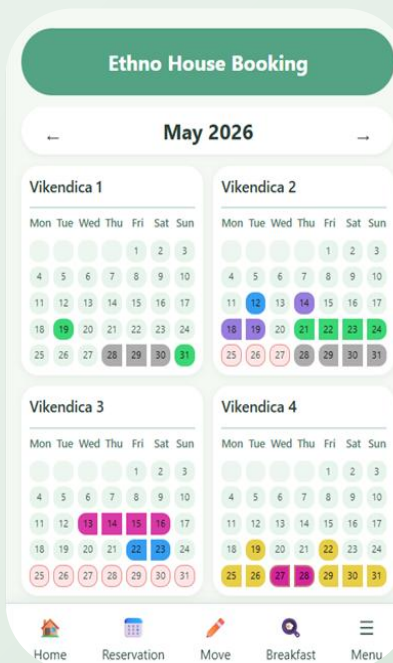 Ethno House Booking
← May 2026 →
Vikendica 1
Mon Tue Wed Thu Fri Sat Sun
1 2 3
4 5 6 7 8 9 10
11 12 13 14 15 16 17
18 19 20 21 22 23 24
25 26 27 28 29 30 31
Vikendica 2
Mon Tue Wed Thu Fri Sat Sun
1 2 3
4 5 6 7 8 9 10
11 12 13 14 15 16 17
18 19 20 21 22 23 24
25 26 27 28 29 30 31
Vikendica 3
Mon Tue Wed Thu Fri Sat Sun
1 2 3
4 5 6 7 8 9 10
11 12 13 14 15 16 17
18 19 20 21 22 23 24
25 26 27 28 29 30 31
Vikendica 4
Mon Tue Wed Thu Fri Sat Sun
1 2 3
4 5 6 7 8 9 10
11 12 13 14 15 16 17
18 19 20 21 22 23 24
25 26 27 28 29 30 31
Home Reservation Move Breakfast Menu